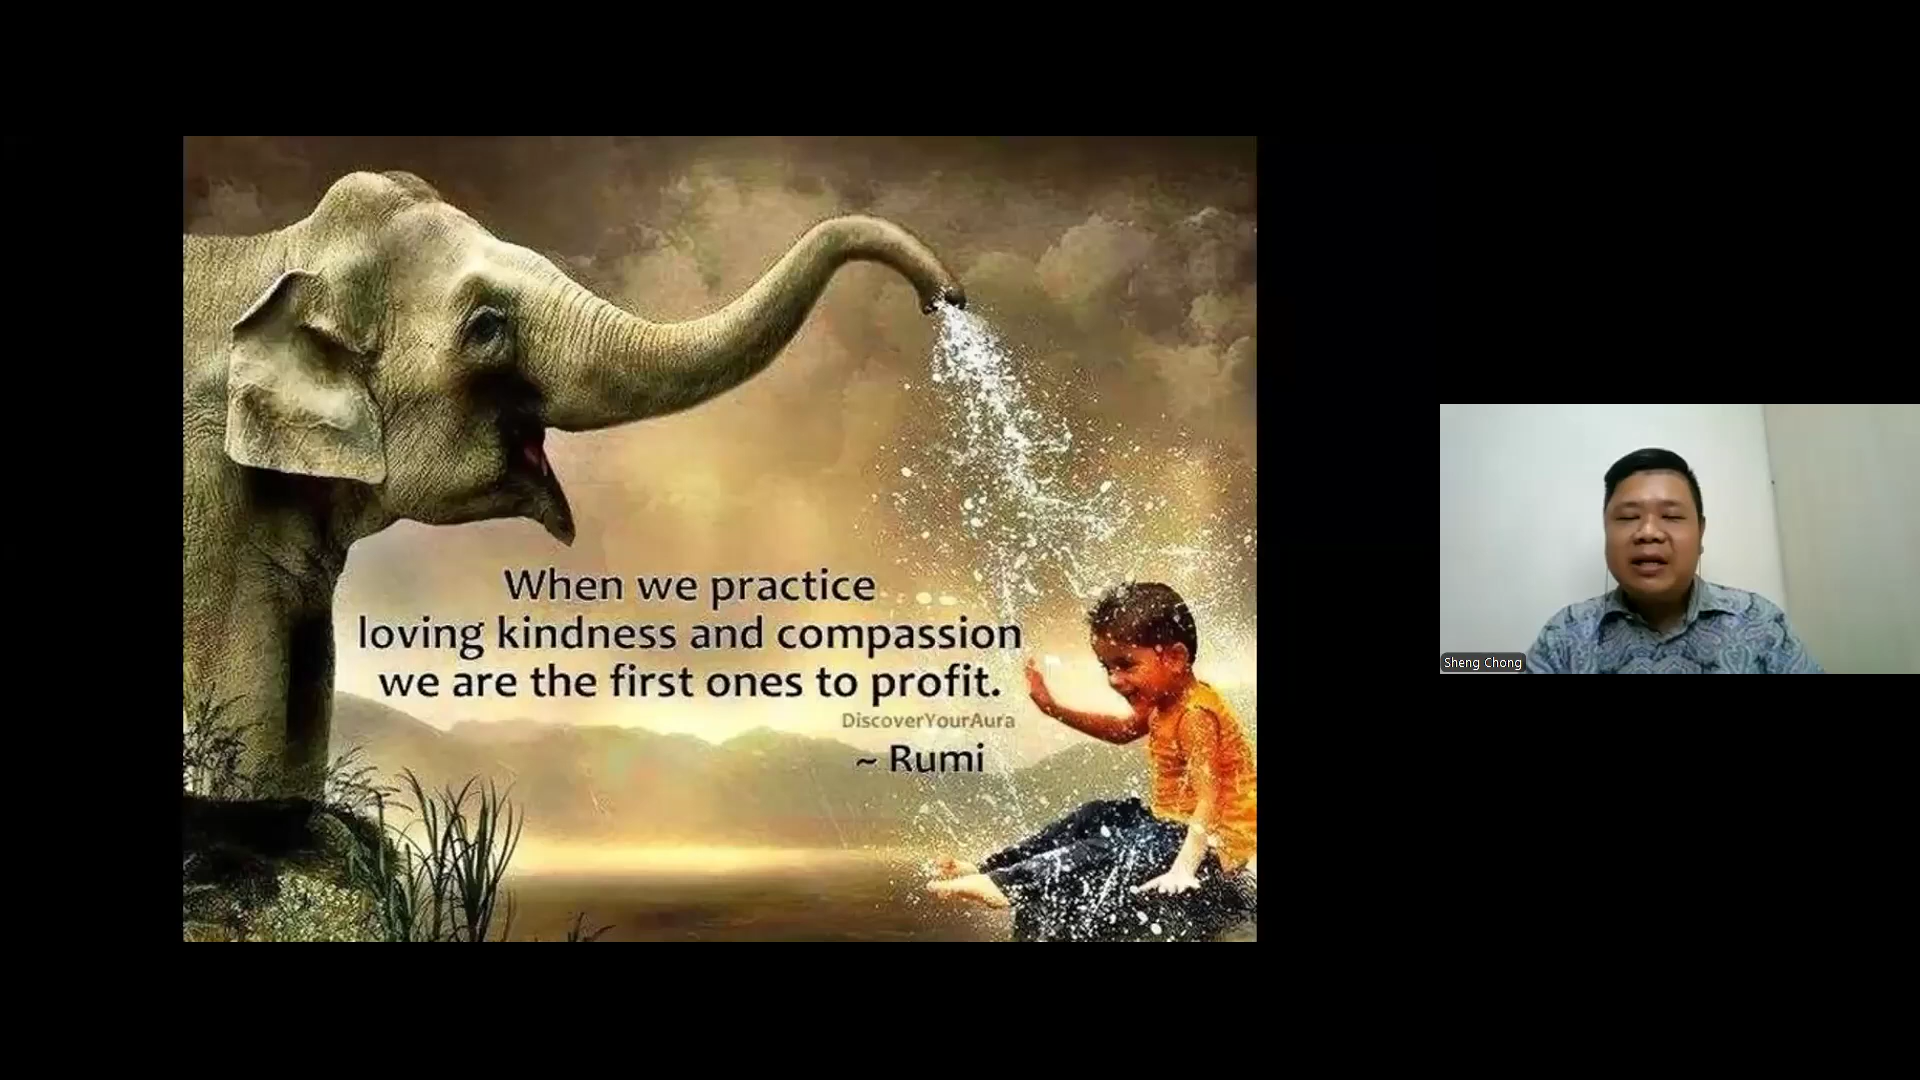 When we practice
loving kindness and compassion
we are the first ones to profit.
DiscoverYourAura
~ Rumi
Sheng Chong